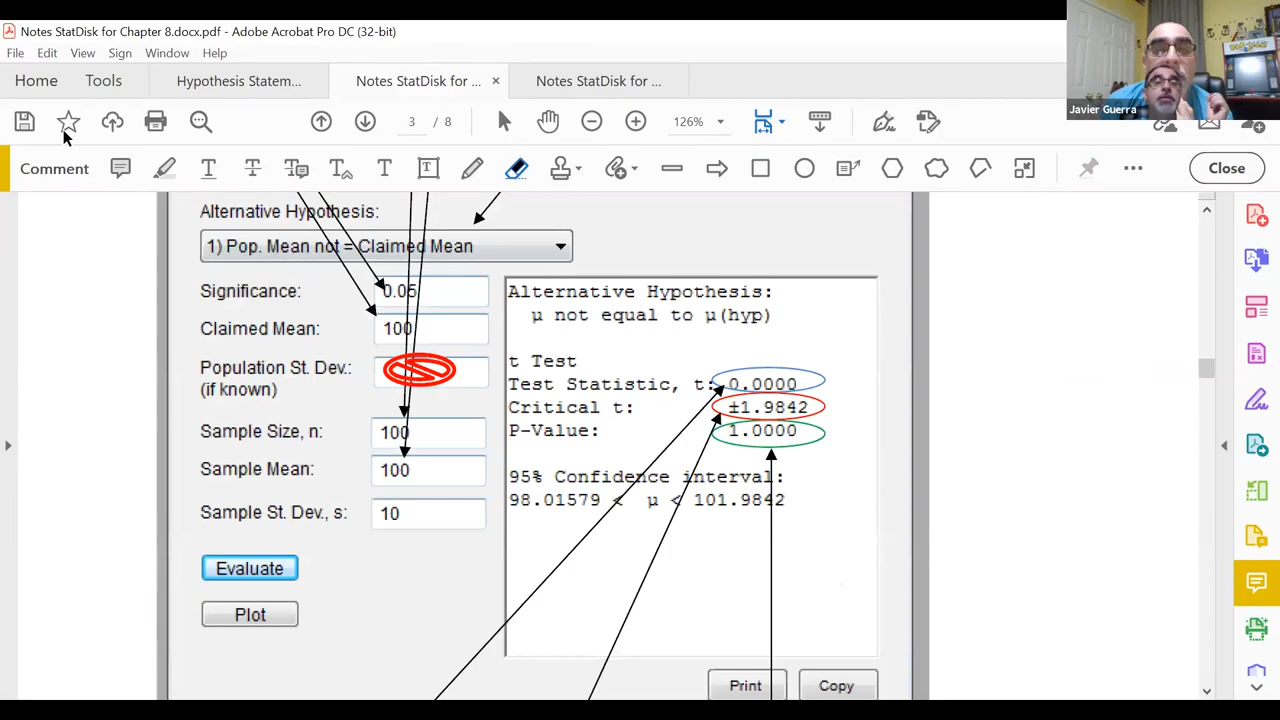 Notes StatDisk for Chapter 8.docx.pdf - Adobe Acrobat Pro DC (32-bit)
File Edit View Sign Window Help
Home Tools Hypothesis Statem... Notes StatDisk for ... × Notes StatDisk for ...
Javier Guerra
/ 8 126%
Comment Close
Alternative Hypothesis:
1) Pop. Mean not = Claimed Mean
Significance: 0.05
Claimed Mean: 100
Population St. Dev.:
(if known)
Sample Size, n: 100
Sample Mean: 100
Sample St. Dev., s: 10
Evaluate
Plot
Alternative Hypothesis:
μ not equal to μ(hyp)
t Test
Test Statistic, t: 0.0000
Critical t: ±1.9842
P-Value: 1.0000
95% Confidence interval:
98.01579 < μ < 101.9842
Print Copy